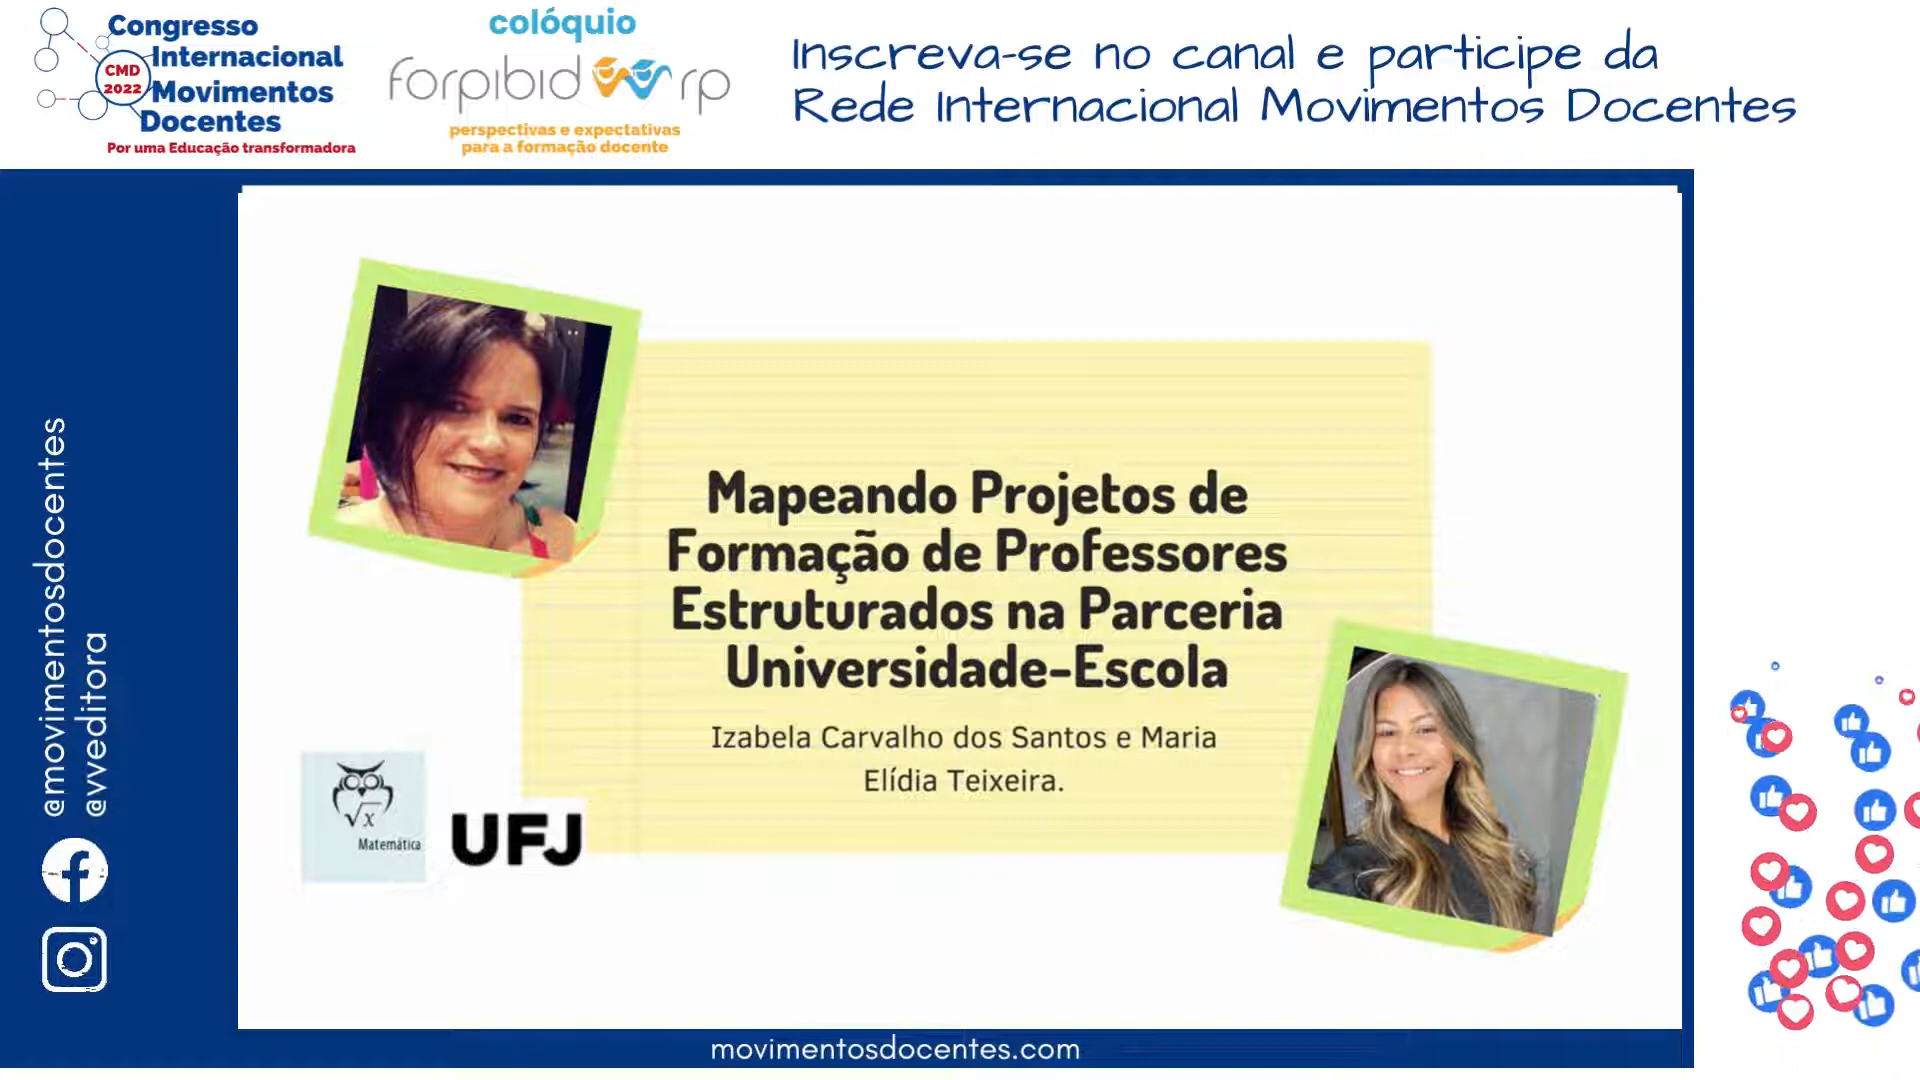 Congresso
Internacional
CMD
2022
Movimentos
Docentes
Por uma Educação transformadora
colóquio
forpibid rp
perspectivas e expectativas
para a formação docente
Inscreva-se no canal e participe da
Rede Internacional Movimentos Docentes
@movimentosdocentes
@vveditora
Mapeando Projetos de
Formação de Professores
Estruturados na Parceria
Universidade-Escola
Izabela Carvalho dos Santos e Maria
Elídia Teixeira.
√x
Matemática
UFJ
movimentosdocentes.com